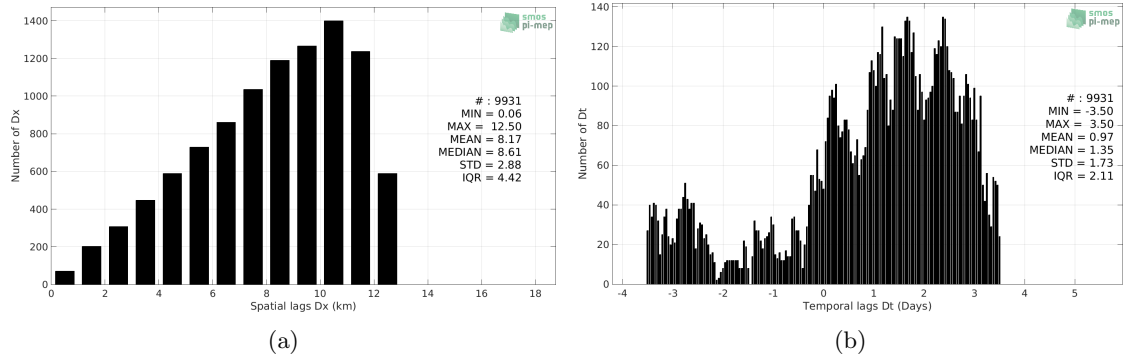 1400
1200
1000
800
600
400
200
0
Number of Dx
smos
pi-mep
# : 9931
MIN = 0.06
MAX = 12.50
MEAN = 8.17
MEDIAN = 8.61
STD = 2.88
IQR = 4.42
0 2 4 6 8 10 12 14 16 18
Spatial lags Dx (km)
(a)
140
120
100
80
60
40
20
0
Number of Dt
smos
pi-mep
# : 9931
MIN = -3.50
MAX = 3.50
MEAN = 0.97
MEDIAN = 1.35
STD = 1.73
IQR = 2.11
-4 -3 -2 -1 0 1 2 3 4 5
Temporal lags Dt (Days)
(b)